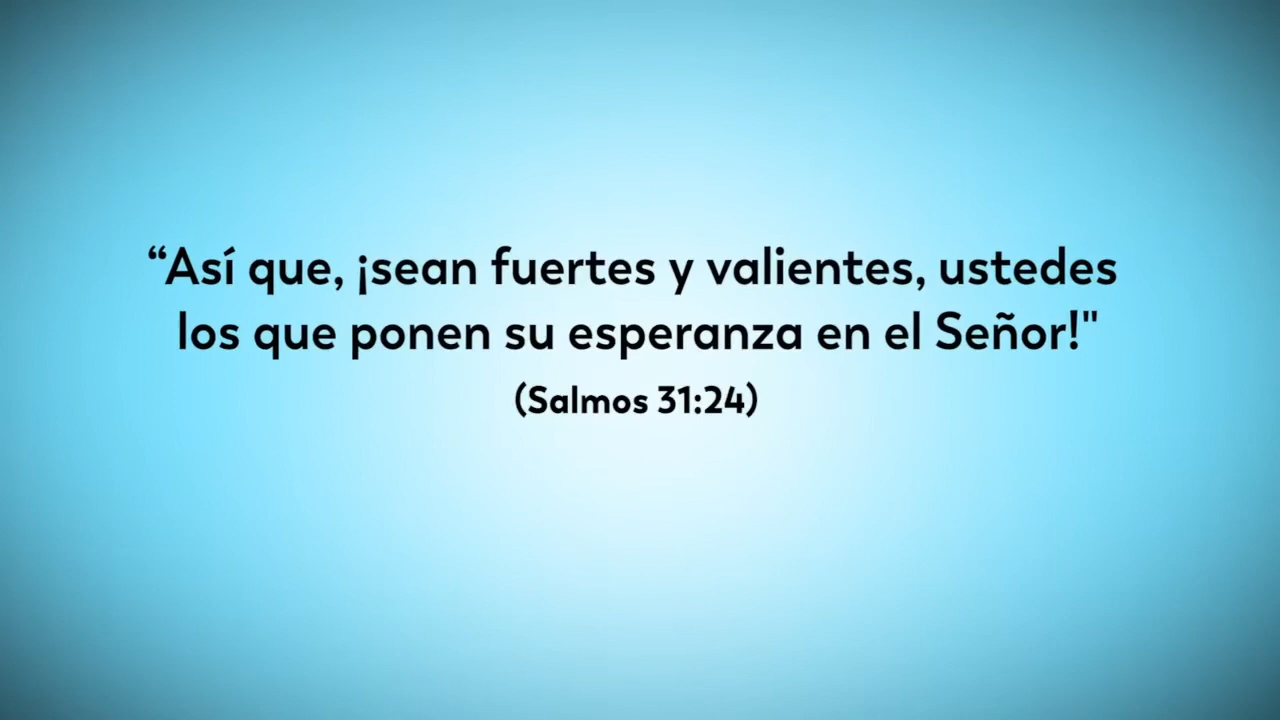 “Así que, ¡sean fuertes y valientes, ustedes
los que ponen su esperanza en el Señor!"
(Salmos 31:24)